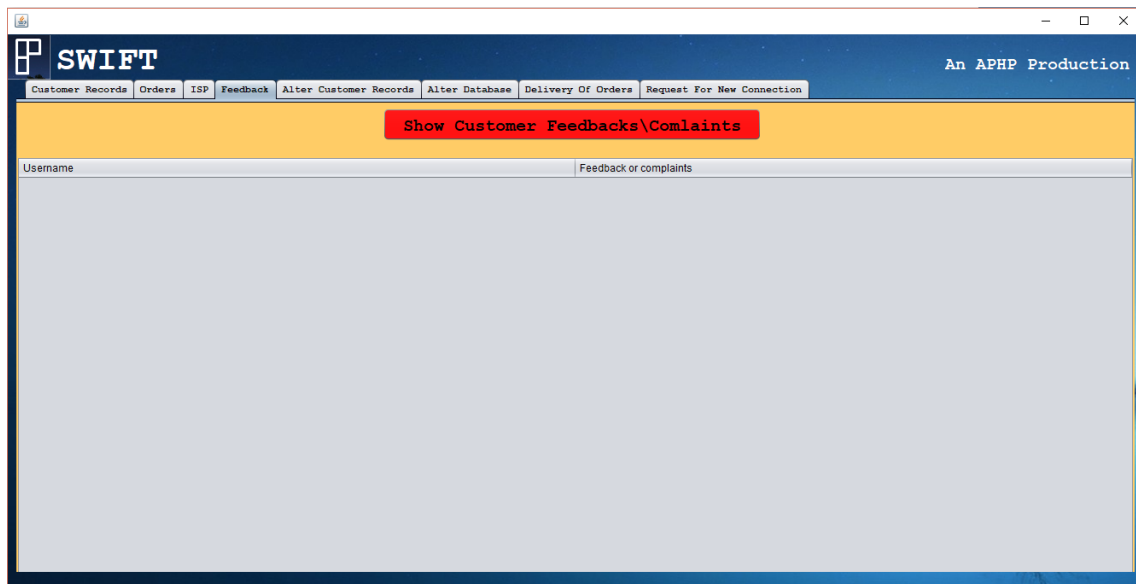 SWIFT
An APHP Production
Customer Records Orders ISP Feedback Alter Customer Records Alter Database Delivery Of Orders Request For New Connection
Show Customer Feedbacks\Comlaints
Username Feedback or complaints